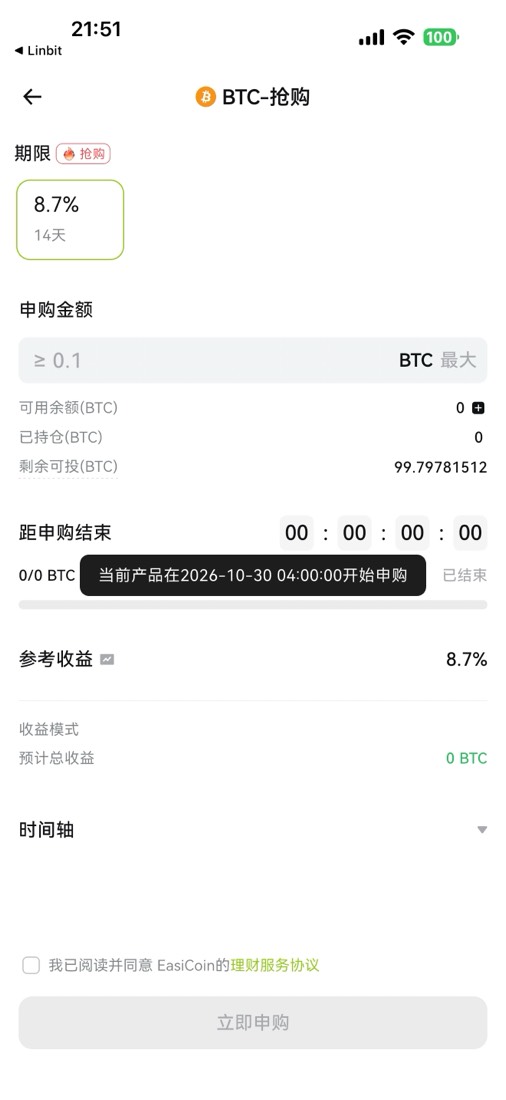 21:51
100
◀ Linbit
BTC-抢购
期限 抢购
8.7%
14天
申购金额
≥ 0.1 BTC 最大
可用余额(BTC) 0
已持仓(BTC) 0
剩余可投(BTC) 99.79781512
距申购结束 00 : 00 : 00 : 00
0/0 BTC 当前产品在2026-10-30 04:00:00开始申购 已结束
参考收益 8.7%
收益模式
预计总收益 0 BTC
时间轴
我已阅读并同意 EasiCoin的理财服务协议
立即申购